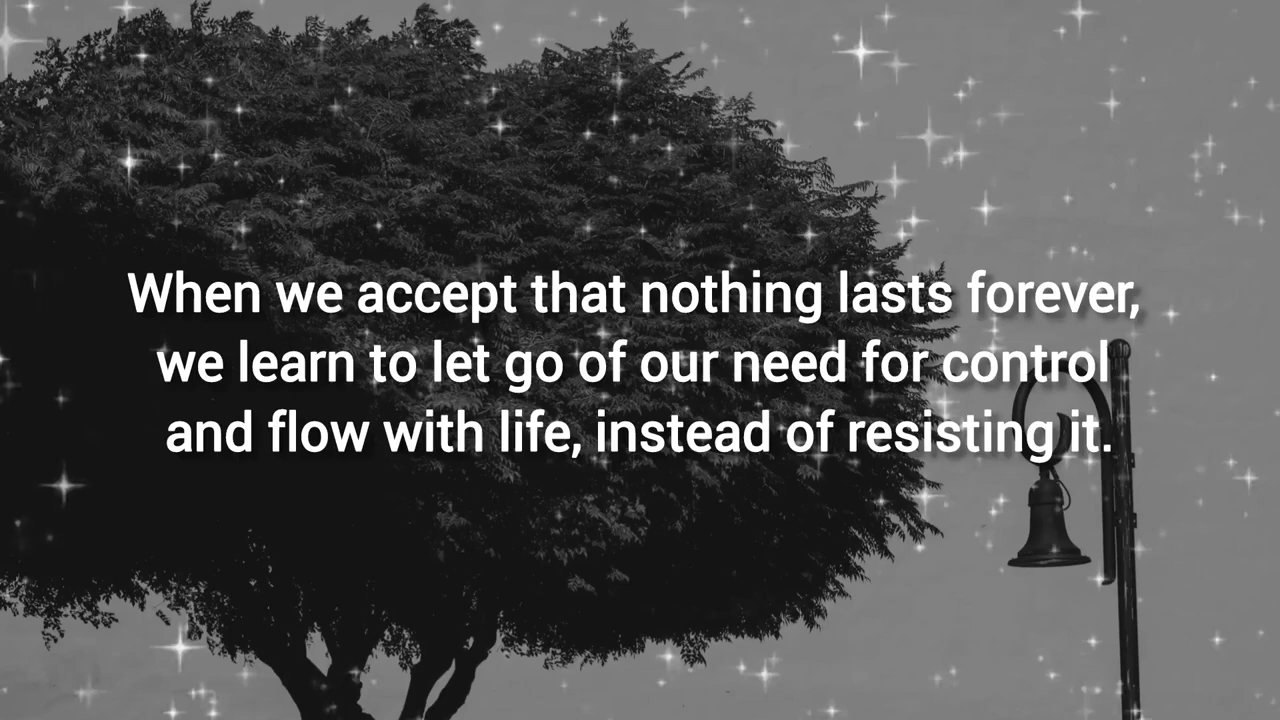 When we accept that nothing lasts forever,
we learn to let go of our need for control
and flow with life, instead of resisting it.